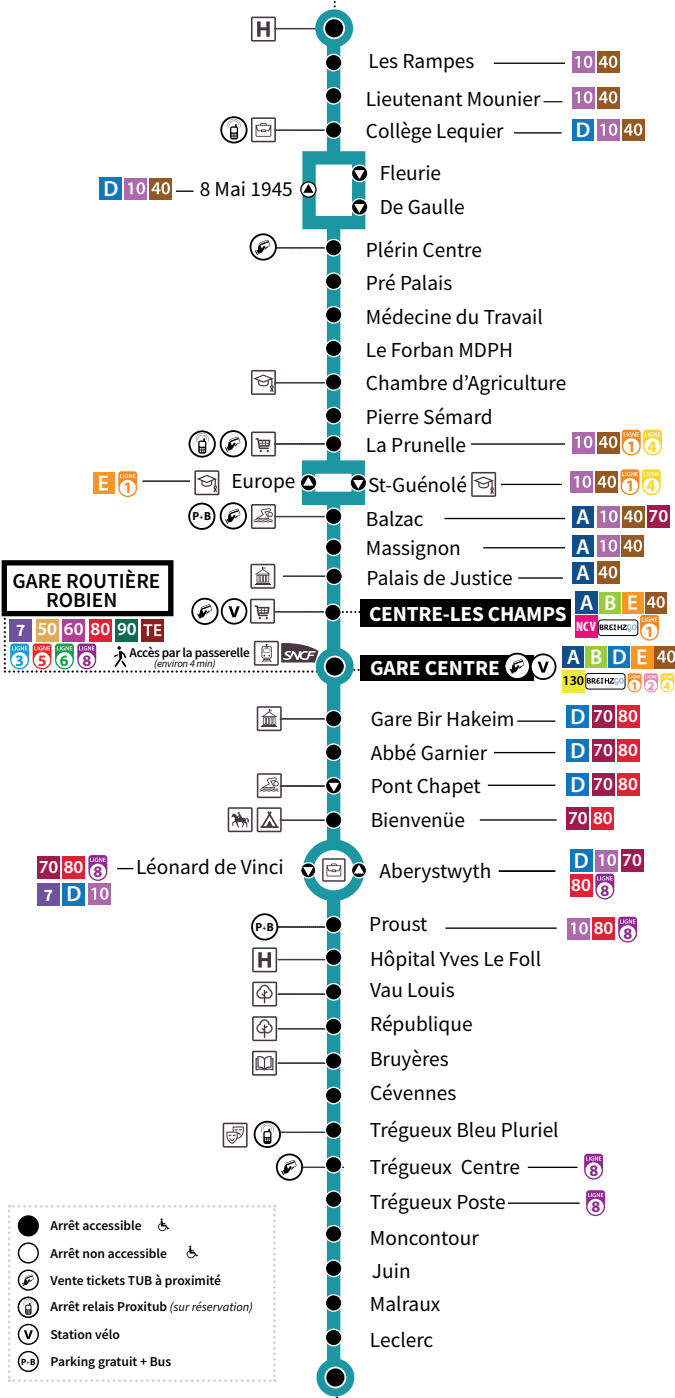 H
Les Rampes 10 40
Lieutenant Mounier 10 40
Collège Lequier D 10 40
Fleurie
D 10 40 8 Mai 1945
De Gaulle
Plérin Centre
Pré Palais
Médecine du Travail
Le Forban MDPH
Chambre d’Agriculture
Pierre Sémard
La Prunelle 10 40 LIGNE 1 LIGNE 4
E LIGNE 1 Europe St-Guénolé 10 40 LIGNE 1 LIGNE 4
P+B Balzac A 10 40 70
Massignon A 10 40
Palais de Justice A 40
GARE ROUTIÈRE
ROBIEN
7 50 60 80 90 TE
LIGNE 3 LIGNE 5 LIGNE 6 LIGNE 8
Accès par la passerelle
(environ 4 min)
SNCF
V CENTRE-LES CHAMPS A B E 40
NCV BREIHZGO LIGNE 1
GARE CENTRE V A B D E 40
130 BREIHZGO LIGNE 1 LIGNE 2 LIGNE 4
Gare Bir Hakeim D 70 80
Abbé Garnier D 70 80
Pont Chapet D 70 80
Bienvenüe 70 80
70 80 LIGNE 8 Léonard de Vinci
7 D 10
Aberystwyth D 10 70
80 LIGNE 8
P+B Proust 10 80 LIGNE 8
H Hôpital Yves Le Foll
Vau Louis
République
Bruyères
Cévennes
Trégueux Bleu Pluriel
Trégueux Centre LIGNE 8
Trégueux Poste LIGNE 8
Moncontour
Juin
Malraux
Leclerc
Arrêt accessible
Arrêt non accessible
Vente tickets TUB à proximité
Arrêt relais Proxitub (sur réservation)
V Station vélo
P+B Parking gratuit + Bus